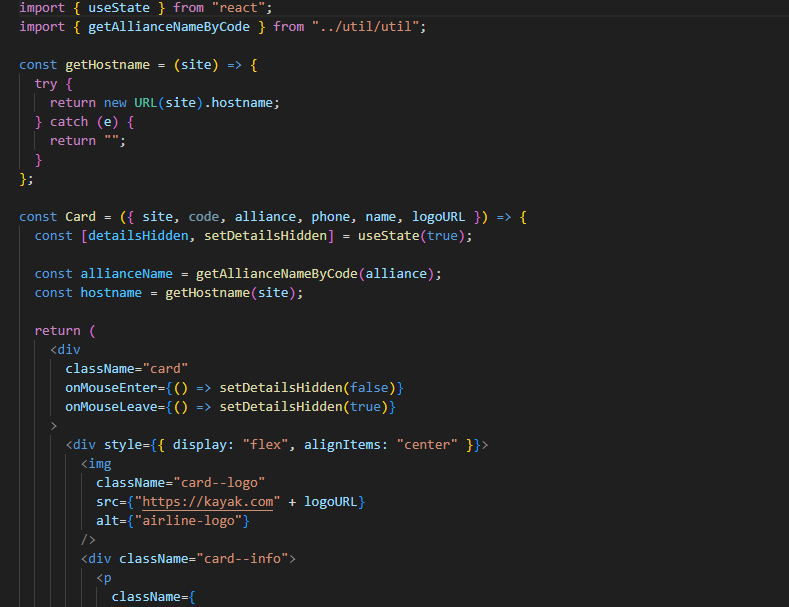 import { useState } from "react";
import { getAllianceNameByCode } from "../util/util";
const getHostname = (site) => {
try {
return new URL(site).hostname;
} catch (e) {
return "";
}
};
const Card = ({ site, code, alliance, phone, name, logoURL }) => {
const [detailsHidden, setDetailsHidden] = useState(true);
const allianceName = getAllianceNameByCode(alliance);
const hostname = getHostname(site);
return (
<div
className="card"
onMouseEnter={() => setDetailsHidden(false)}
onMouseLeave={() => setDetailsHidden(true)}
>
<div style={{ display: "flex", alignItems: "center" }}>
<img
className="card--logo"
src={"https://kayak.com" + logoURL}
alt={"airline-logo"}
/>
<div className="card--info">
<p
className={